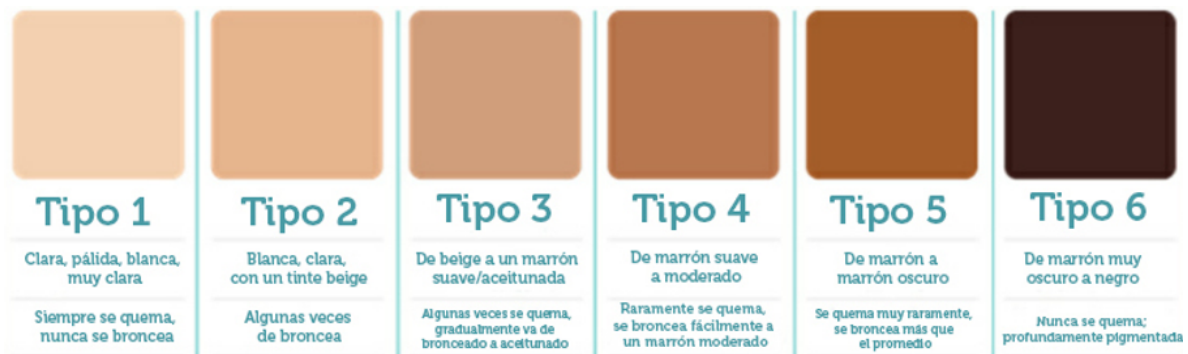 Tipo 1
Clara, pálida, blanca,
muy clara
Siempre se quema,
nunca se broncea
Tipo 2
Blanca, clara,
con un tinte beige
Algunas veces
de broncea
Tipo 3
De beige a un marrón
suave/aceitunada
Algunas veces se quema,
gradualmente va de
bronceado a aceitunado
Tipo 4
De marrón suave
a moderado
Raramente se quema,
se broncea fácilmente a
un marrón moderado
Tipo 5
De marrón a
marrón oscuro
Se quema muy raramente,
se broncea más que
el promedio
Tipo 6
De marrón muy
oscuro a negro
Nunca se quema;
profundamente pigmentada